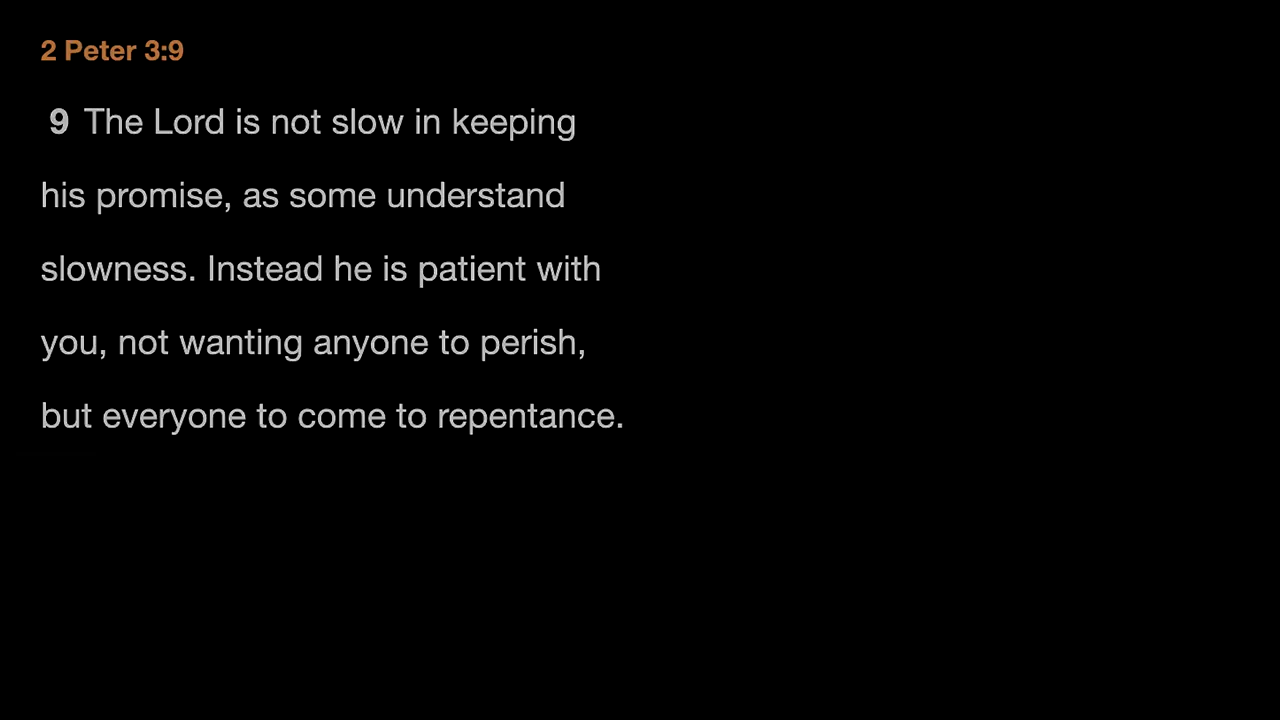 2 Peter 3:9
9 The Lord is not slow in keeping
his promise, as some understand
slowness. Instead he is patient with
you, not wanting anyone to perish,
but everyone to come to repentance.